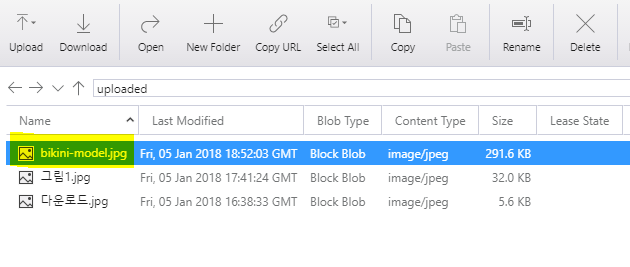 Upload Download Open New Folder Copy URL Select All Copy Paste Rename Delete
uploaded
Name Last Modified Blob Type Content Type Size Lease State
bikini-model.jpg Fri, 05 Jan 2018 18:52:03 GMT Block Blob image/jpeg 291.6 KB
그림1.jpg Fri, 05 Jan 2018 17:41:24 GMT Block Blob image/jpeg 32.0 KB
다운로드.jpg Fri, 05 Jan 2018 16:38:33 GMT Block Blob image/jpeg 5.6 KB